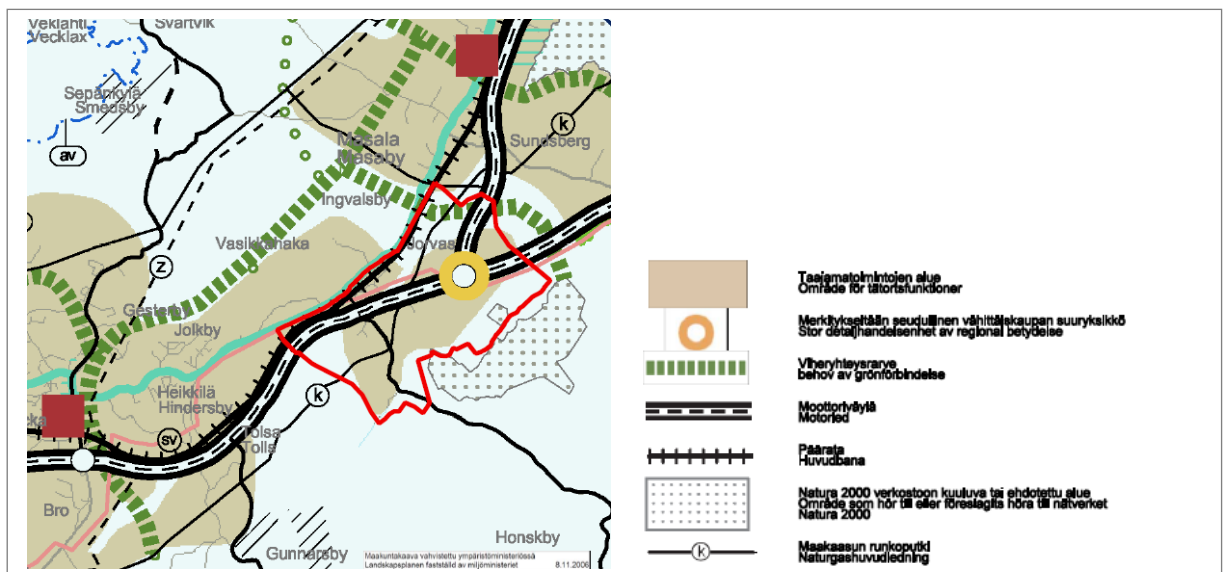 Veklahti
Vecklax
Svartvik
Sepänkylä
Smedsby
av
k
Sundsberg
Masala
Masaby
Ingvalsby
Vasikkahaka
Jorvas
z
Gesterby
Jolkby
Heikkilä
Hindersby
k
sv
Tolsa
Tolls
Bro
Gunnarsby
Honskby
Maakuntakaava vahvistettu ympäristöministeriössä
Landskapsplanen fastställd av miljöministeriet 8.11.2006
Taajamatoimintojen alue
Område för tätortsfunktioner
Merkitykseltään seudullinen vähittäiskaupan suuryksikkö
Stor detaljhandelsenhet av regional betydelse
Viheryhteystarve
behov av grönförbindelse
Moottoriväylä
Motorled
Päärata
Huvudbana
Natura 2000 verkostoon kuuluva tai ehdotettu alue
Område som hör till eller föreslagits höra till nätverket
Natura 2000
k
Maakaasun runkoputki
Naturgashuvudledning